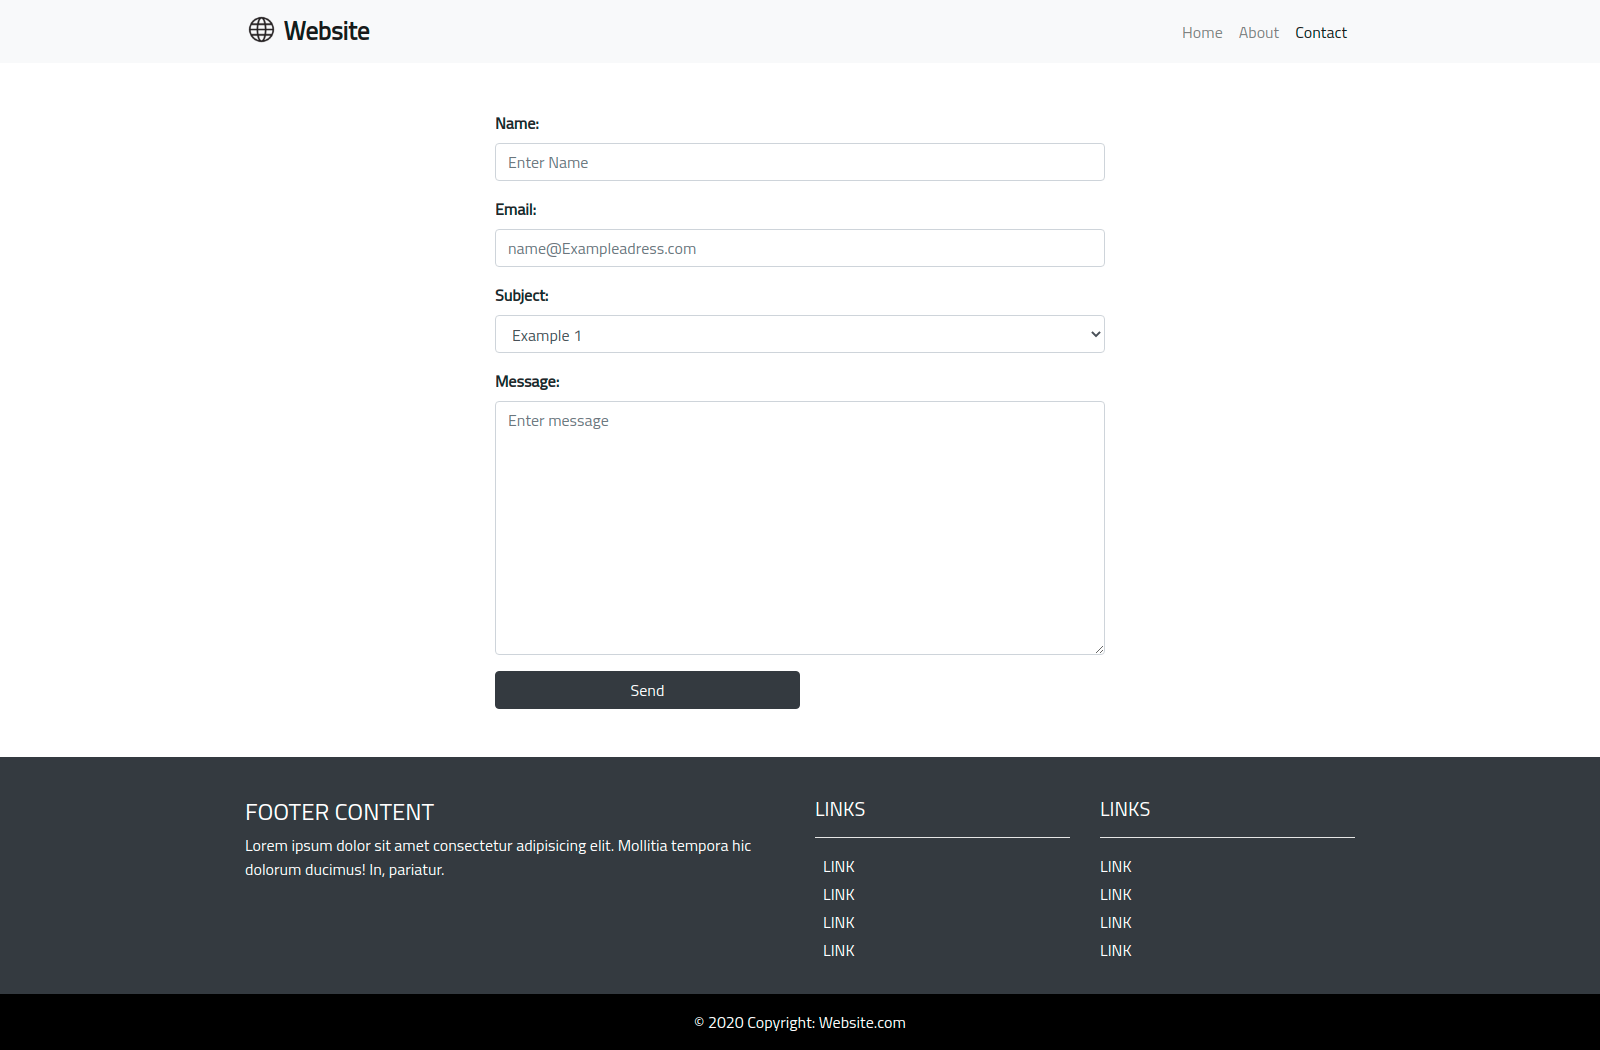 Website
Home About Contact
Name:
Enter Name
Email:
name@Exampleadress.com
Subject:
Example 1
Message:
Enter message
Send
FOOTER CONTENT
Lorem ipsum dolor sit amet consectetur adipisicing elit. Mollitia tempora hic
dolorum ducimus! In, pariatur.
LINKS
LINK
LINK
LINK
LINK
LINKS
LINK
LINK
LINK
LINK
© 2020 Copyright: Website.com